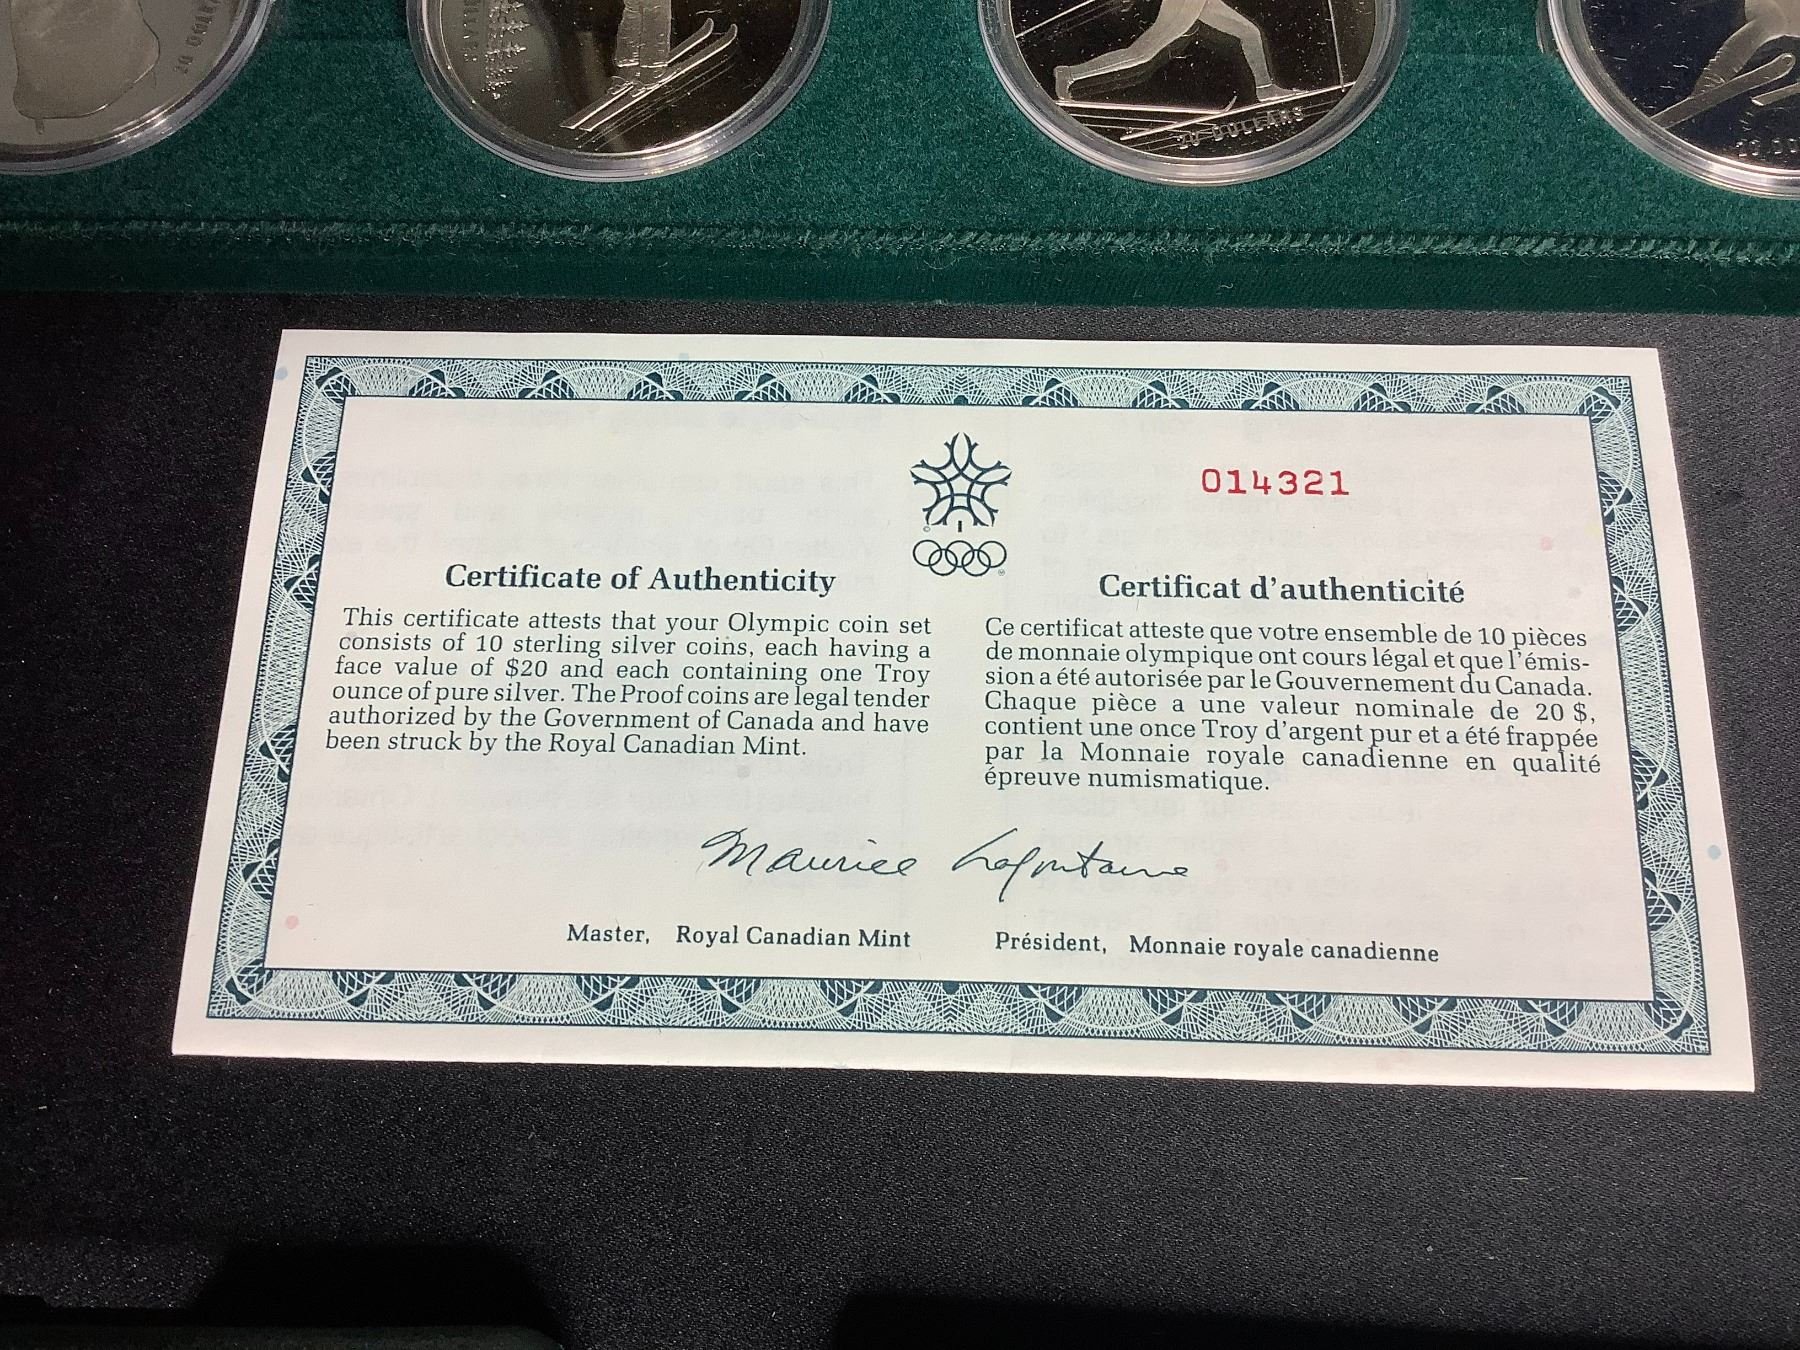 20 DOLLARS
014321
Certificate of Authenticity
This certificate attests that your Olympic coin set
consists of 10 sterling silver coins, each having a
face value of $20 and each containing one Troy
ounce of pure silver. The Proof coins are legal tender
authorized by the Government of Canada and have
been struck by the Royal Canadian Mint.
Certificat d'authenticité
Ce certificat atteste que votre ensemble de 10 pièces
de monnaie olympique ont cours légal et que l'émis-
sion a été autorisée par le Gouvernement du Canada.
Chaque pièce a une valeur nominale de 20 $,
contient une once Troy d'argent pur et a été frappée
par la Monnaie royale canadienne en qualité
épreuve numismatique.
Maurice Lafontaine
Master, Royal Canadian Mint
Président, Monnaie royale canadienne